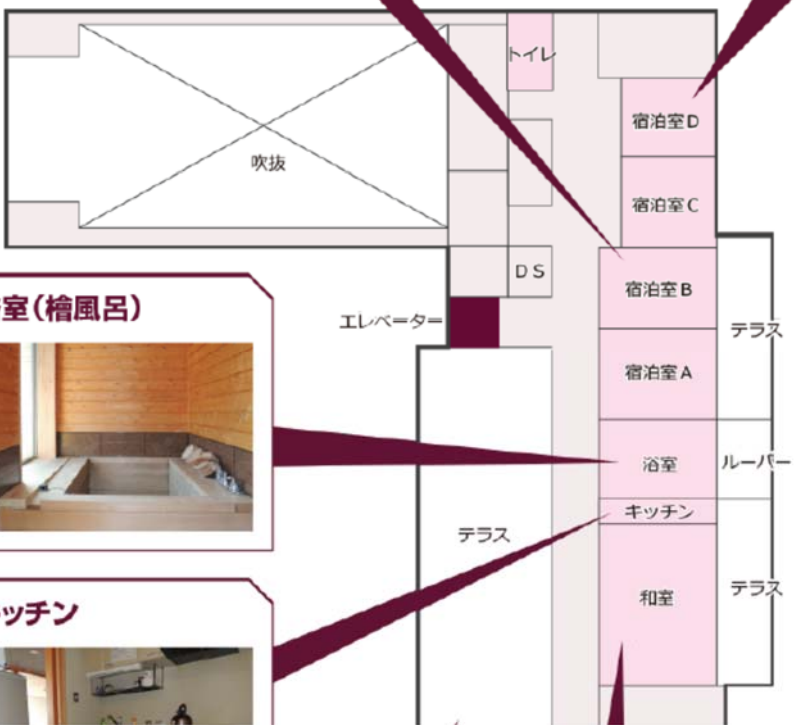 トイレ
宿泊室D
吹抜
宿泊室C
DS
宿泊室B
室(檜風呂)
エレベーター
テラス
宿泊室A
浴室
ルーバー
キッチン
テラス
テラス
和室
ッチン